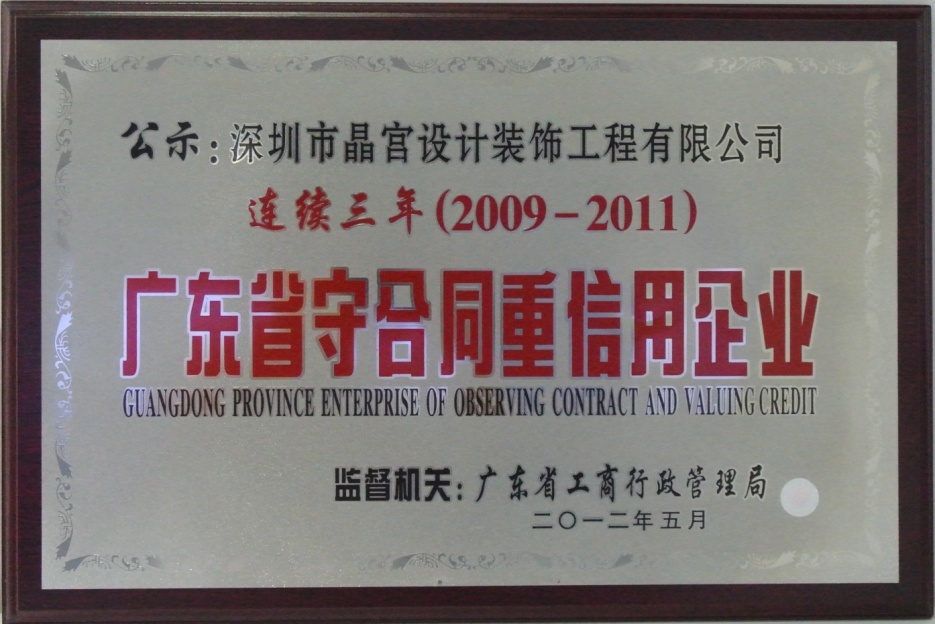 公示:深圳市晶宫设计装饰工程有限公司
连续三年(2009-2011)
广东省守合同重信用企业
GUANGDONG PROVINCE ENTERPRISE OF OBSERVING CONTRACT AND VALUING CREDIT
监督机关:广东省工商行政管理局
二〇一二年五月